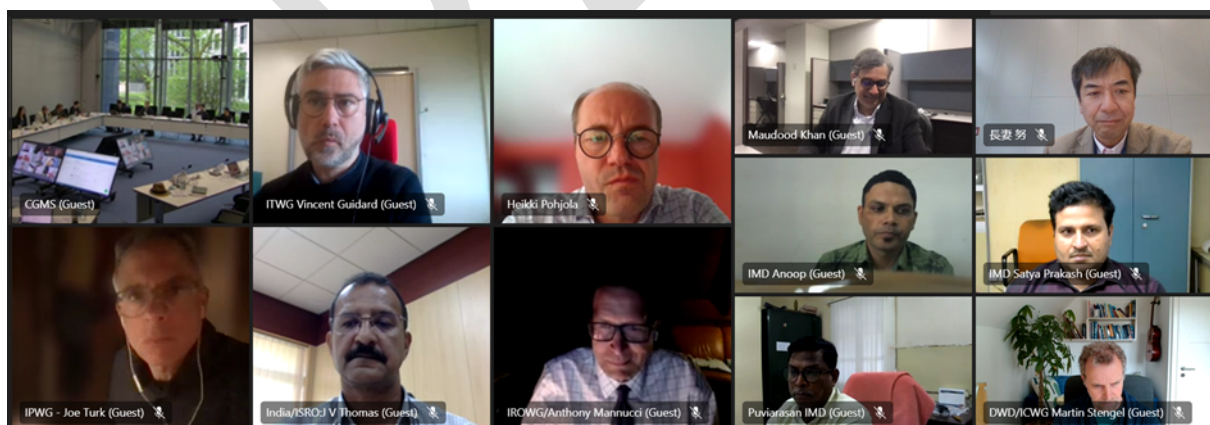 CGMS (Guest)
ITWG Vincent Guidard (Guest)
Heikki Pohjola
Maudood Khan (Guest)
長妻 努
IMD Anoop (Guest)
IMD Satya Prakash (Guest)
IPWG - Joe Turk (Guest)
India/ISRO:J V Thomas (Guest)
IROWG/Anthony Mannucci (Guest)
Puviarasan IMD (Guest)
DWD/ICWG Martin Stengel (Guest)